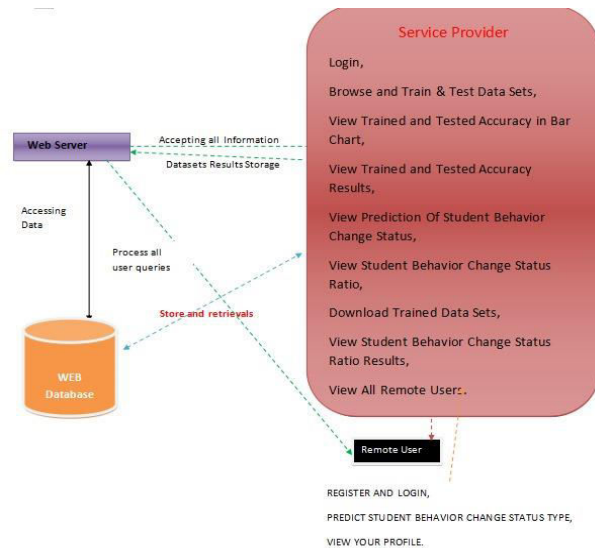 Service Provider
Login,
Browse and Train & Test Data Sets,
View Trained and Tested Accuracy in Bar
Chart,
View Trained and Tested Accuracy
Results,
View Prediction Of Student Behavior
Change Status,
View Student Behavior Change Status
Ratio,
Download Trained Data Sets,
View Student Behavior Change Status
Ratio Results,
View All Remote Users.
Web Server
Accepting all Information
Datasets Results Storage
Accessing
Data
Process all
user queries
Store and retrievals
WEB
Database
Remote User
REGISTER AND LOGIN,
PREDICT STUDENT BEHAVIOR CHANGE STATUS TYPE,
VIEW YOUR PROFILE.